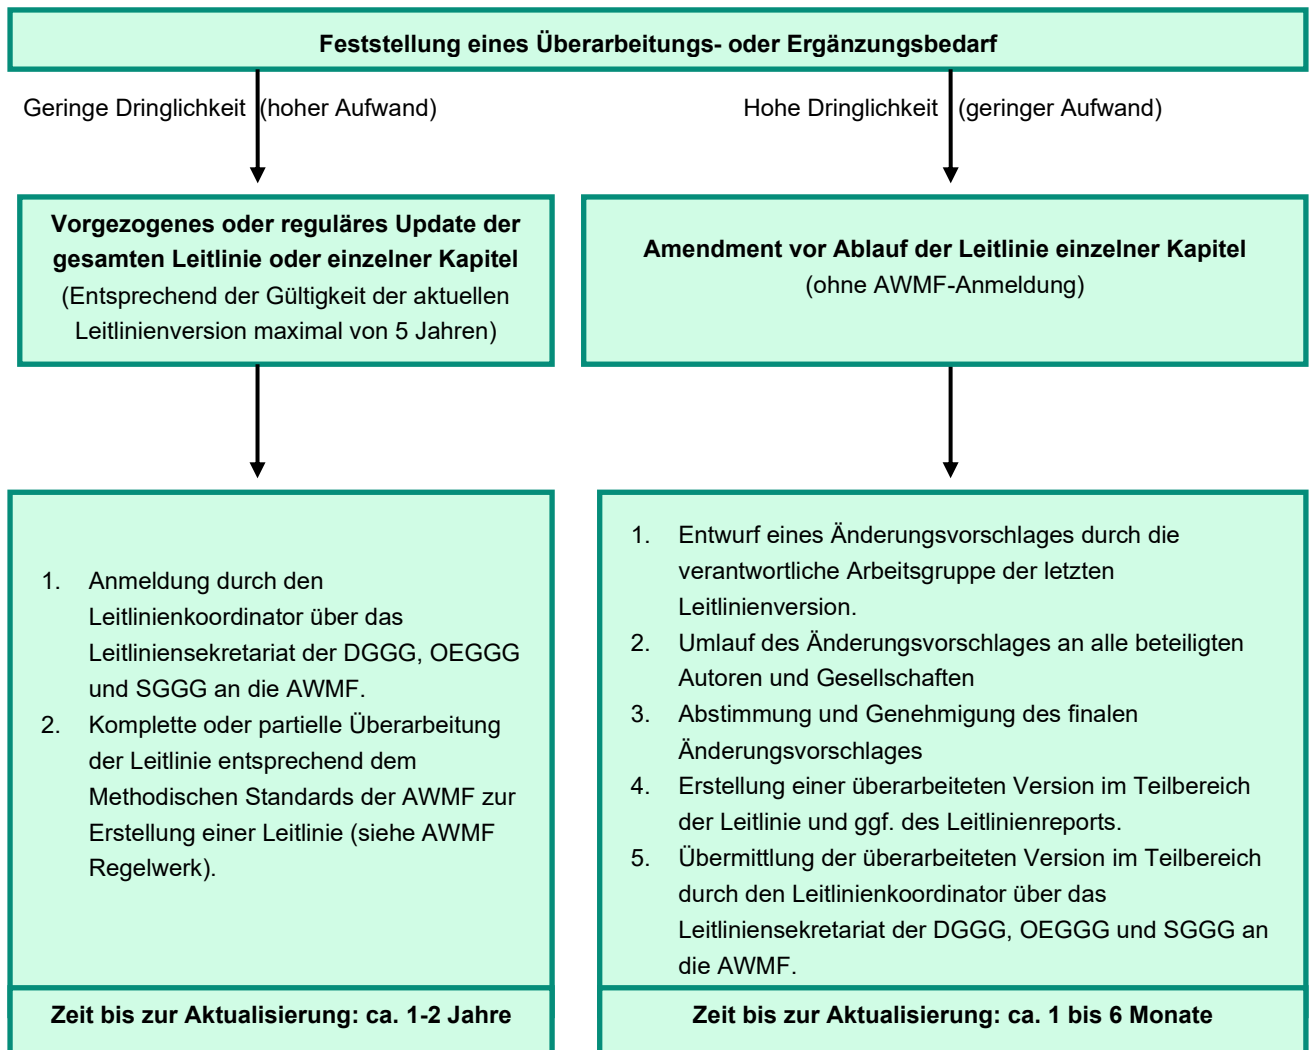 Feststellung eines Überarbeitungs- oder Ergänzungsbedarf
Geringe Dringlichkeit (hoher Aufwand)
Hohe Dringlichkeit (geringer Aufwand)
Vorgezogenes oder reguläres Update der
gesamten Leitlinie oder einzelner Kapitel
(Entsprechend der Gültigkeit der aktuellen
Leitlinienversion maximal von 5 Jahren)
Amendment vor Ablauf der Leitlinie einzelner Kapitel
(ohne AWMF-Anmeldung)
1. Anmeldung durch den
Leitlinienkoordinator über das
Leitliniensekretariat der DGGG, OEGGG
und SGGG an die AWMF.
2. Komplette oder partielle Überarbeitung
der Leitlinie entsprechend dem
Methodischen Standards der AWMF zur
Erstellung einer Leitlinie (siehe AWMF
Regelwerk).
Zeit bis zur Aktualisierung: ca. 1-2 Jahre
1. Entwurf eines Änderungsvorschlages durch die
verantwortliche Arbeitsgruppe der letzten
Leitlinienversion.
2. Umlauf des Änderungsvorschlages an alle beteiligten
Autoren und Gesellschaften
3. Abstimmung und Genehmigung des finalen
Änderungsvorschlages
4. Erstellung einer überarbeiteten Version im Teilbereich
der Leitlinie und ggf. des Leitlinienreports.
5. Übermittlung der überarbeiteten Version im Teilbereich
durch den Leitlinienkoordinator über das
Leitliniensekretariat der DGGG, OEGGG und SGGG an
die AWMF.
Zeit bis zur Aktualisierung: ca. 1 bis 6 Monate